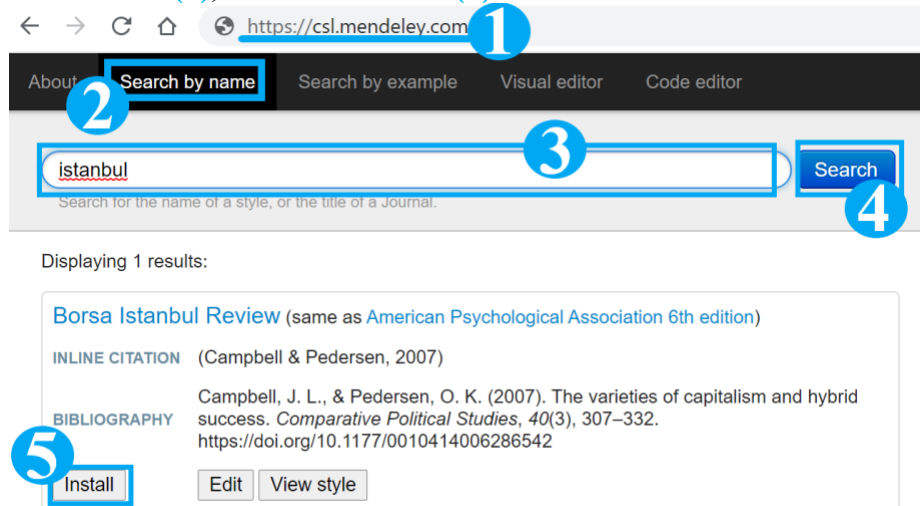 https://csl.mendeley.com 1
About Search by name Search by example Visual editor Code editor
2
istanbul 3 Search
Search for the name of a style, or the title of a Journal. 4
Displaying 1 results:
Borsa Istanbul Review (same as American Psychological Association 6th edition)
INLINE CITATION (Campbell & Pedersen, 2007)
BIBLIOGRAPHY Campbell, J. L., & Pedersen, O. K. (2007). The varieties of capitalism and hybrid
success. Comparative Political Studies, 40(3), 307–332.
https://doi.org/10.1177/0010414006286542
5
Install Edit View style